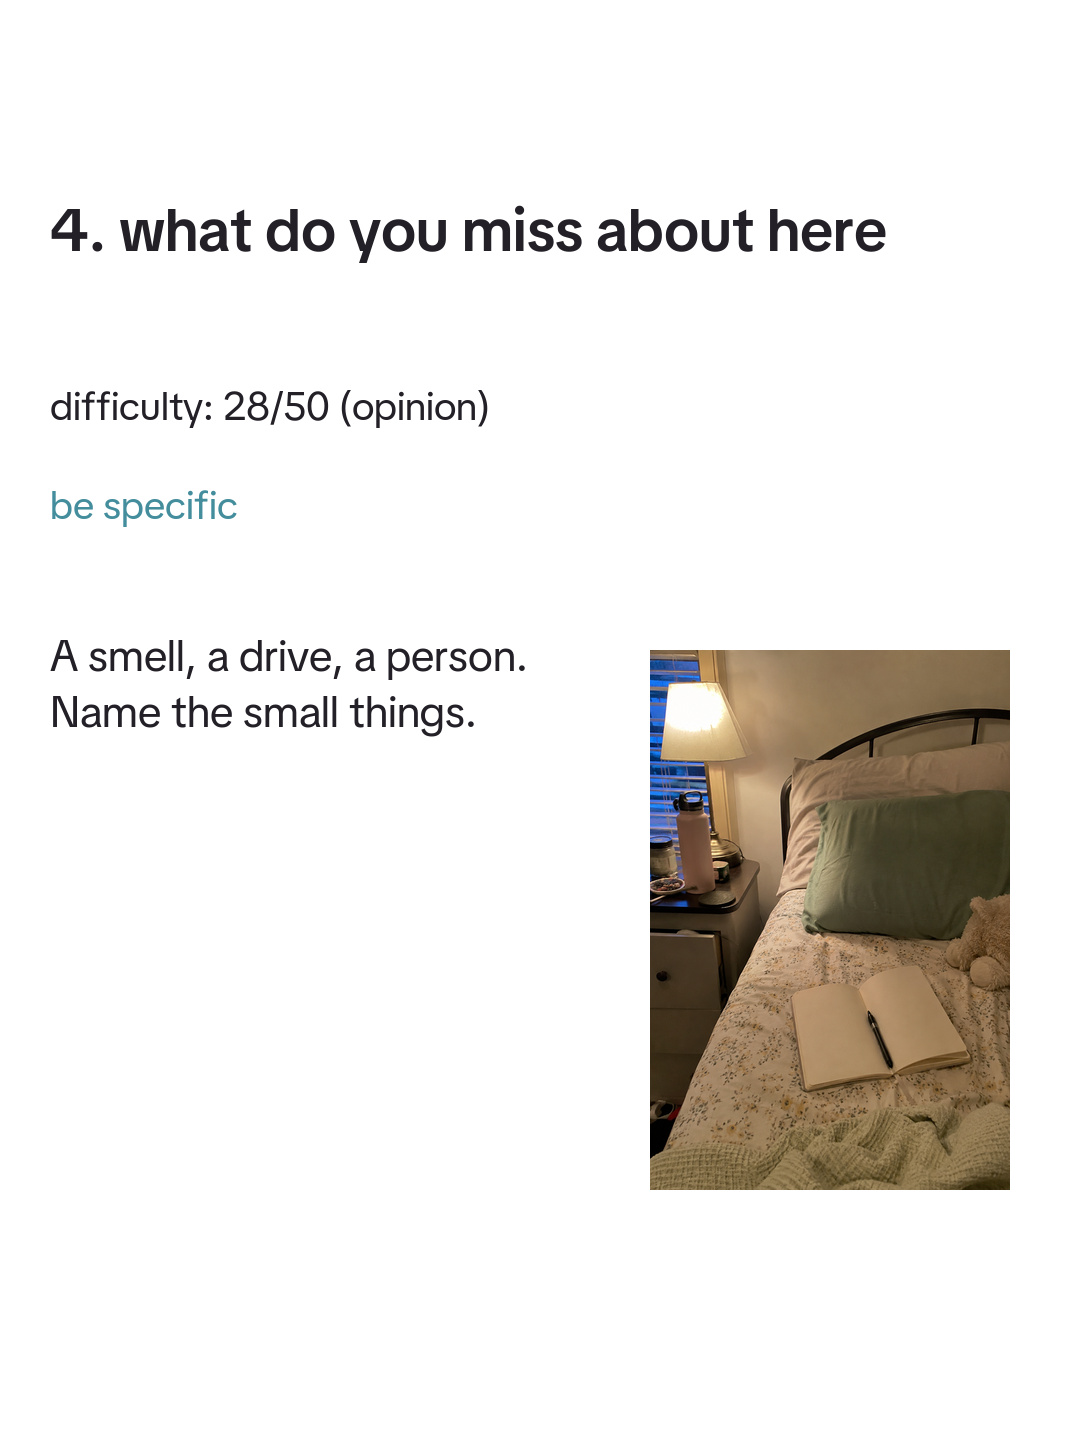 4. what do you miss about here
difficulty: 28/50 (opinion)
be specific
A smell, a drive, a person.
Name the small things.